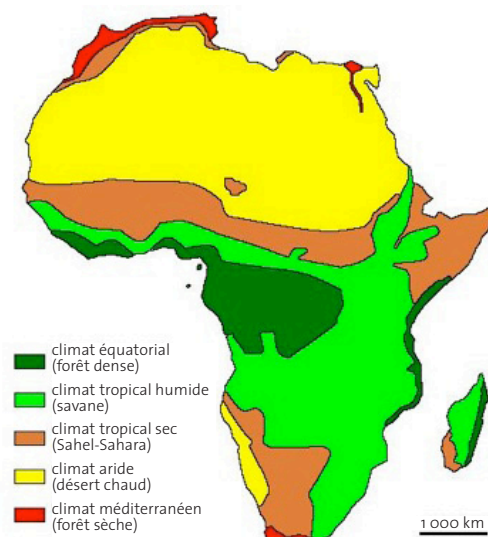 climat équatorial
(forêt dense)
climat tropical humide
(savane)
climat tropical sec
(Sahel-Sahara)
climat aride
(désert chaud)
climat méditerranéen
(forêt sèche)
1 000 km